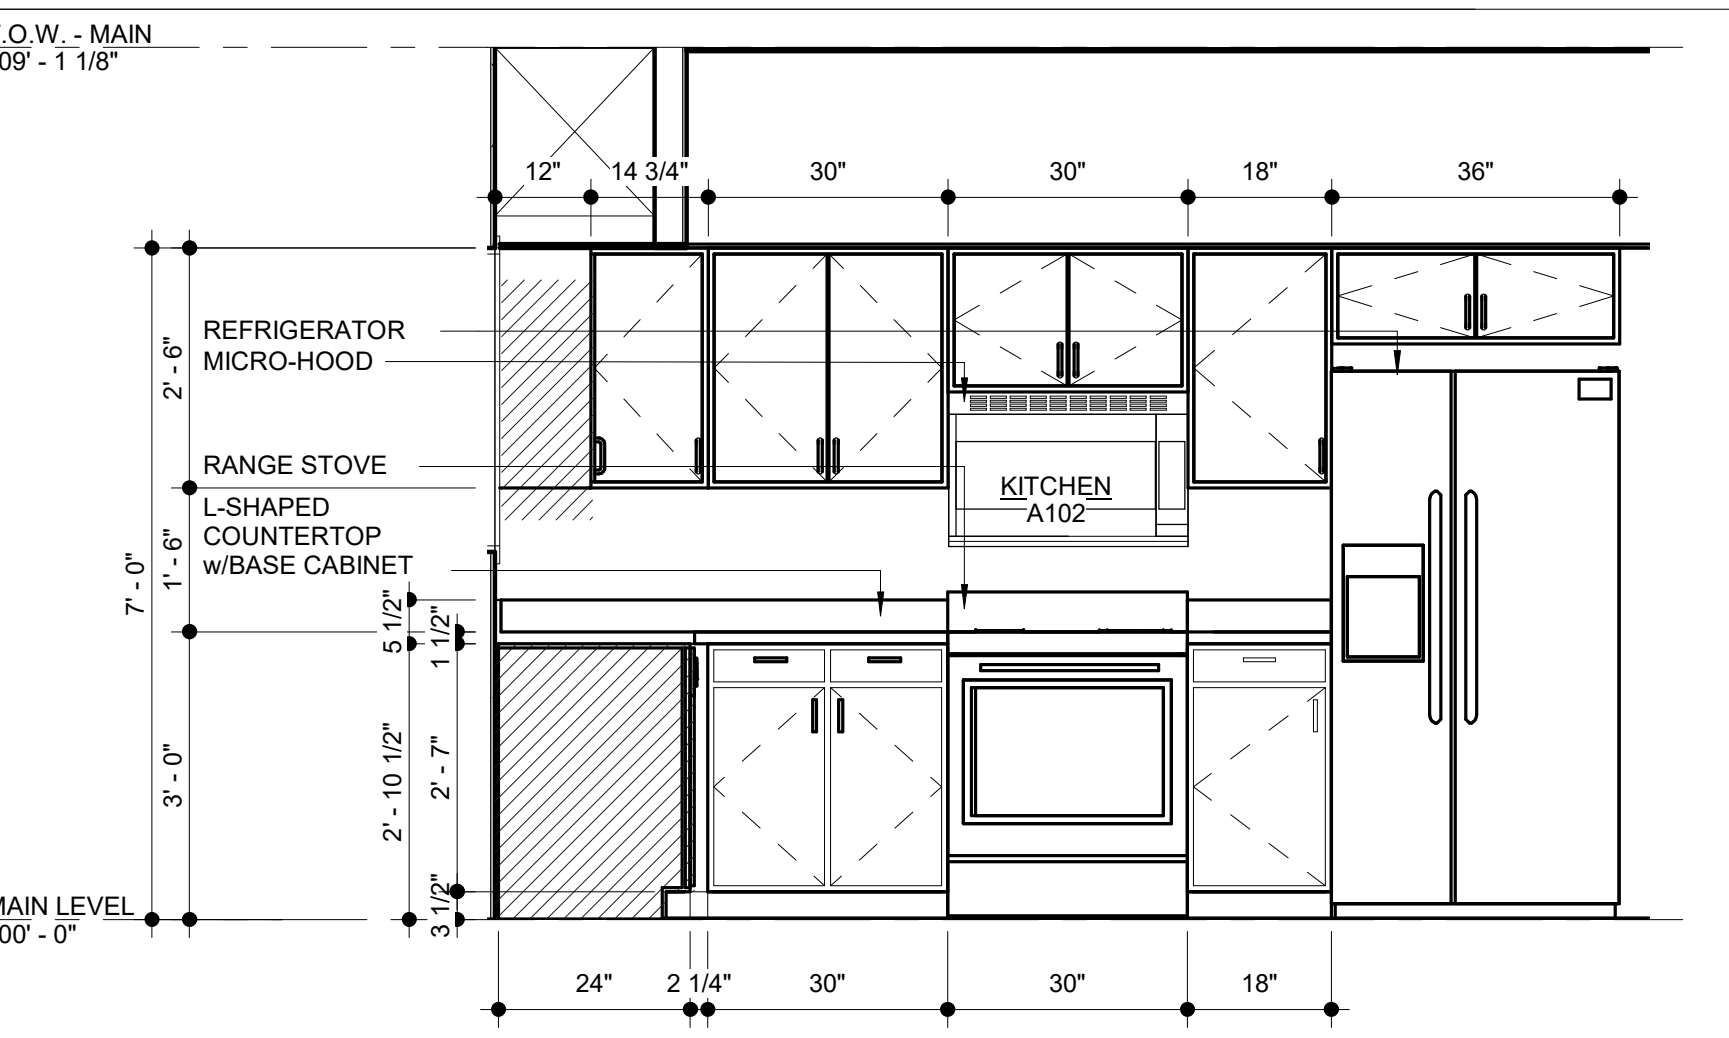 .O.W. - MAIN
09' - 1 1/8"
12" 14 3/4" 30" 30" 18" 36"
REFRIGERATOR
MICRO-HOOD
2' - 6"
RANGE STOVE
KITCHEN
A102
L-SHAPED
COUNTERTOP
w/BASE CABINET
1' - 6"
7' - 0"
5 1/2"
1 1/2"
3' - 0"
2' - 10 1/2"
2' - 7"
3 1/2"
MAIN LEVEL
00' - 0"
24" 2 1/4" 30" 30" 18"